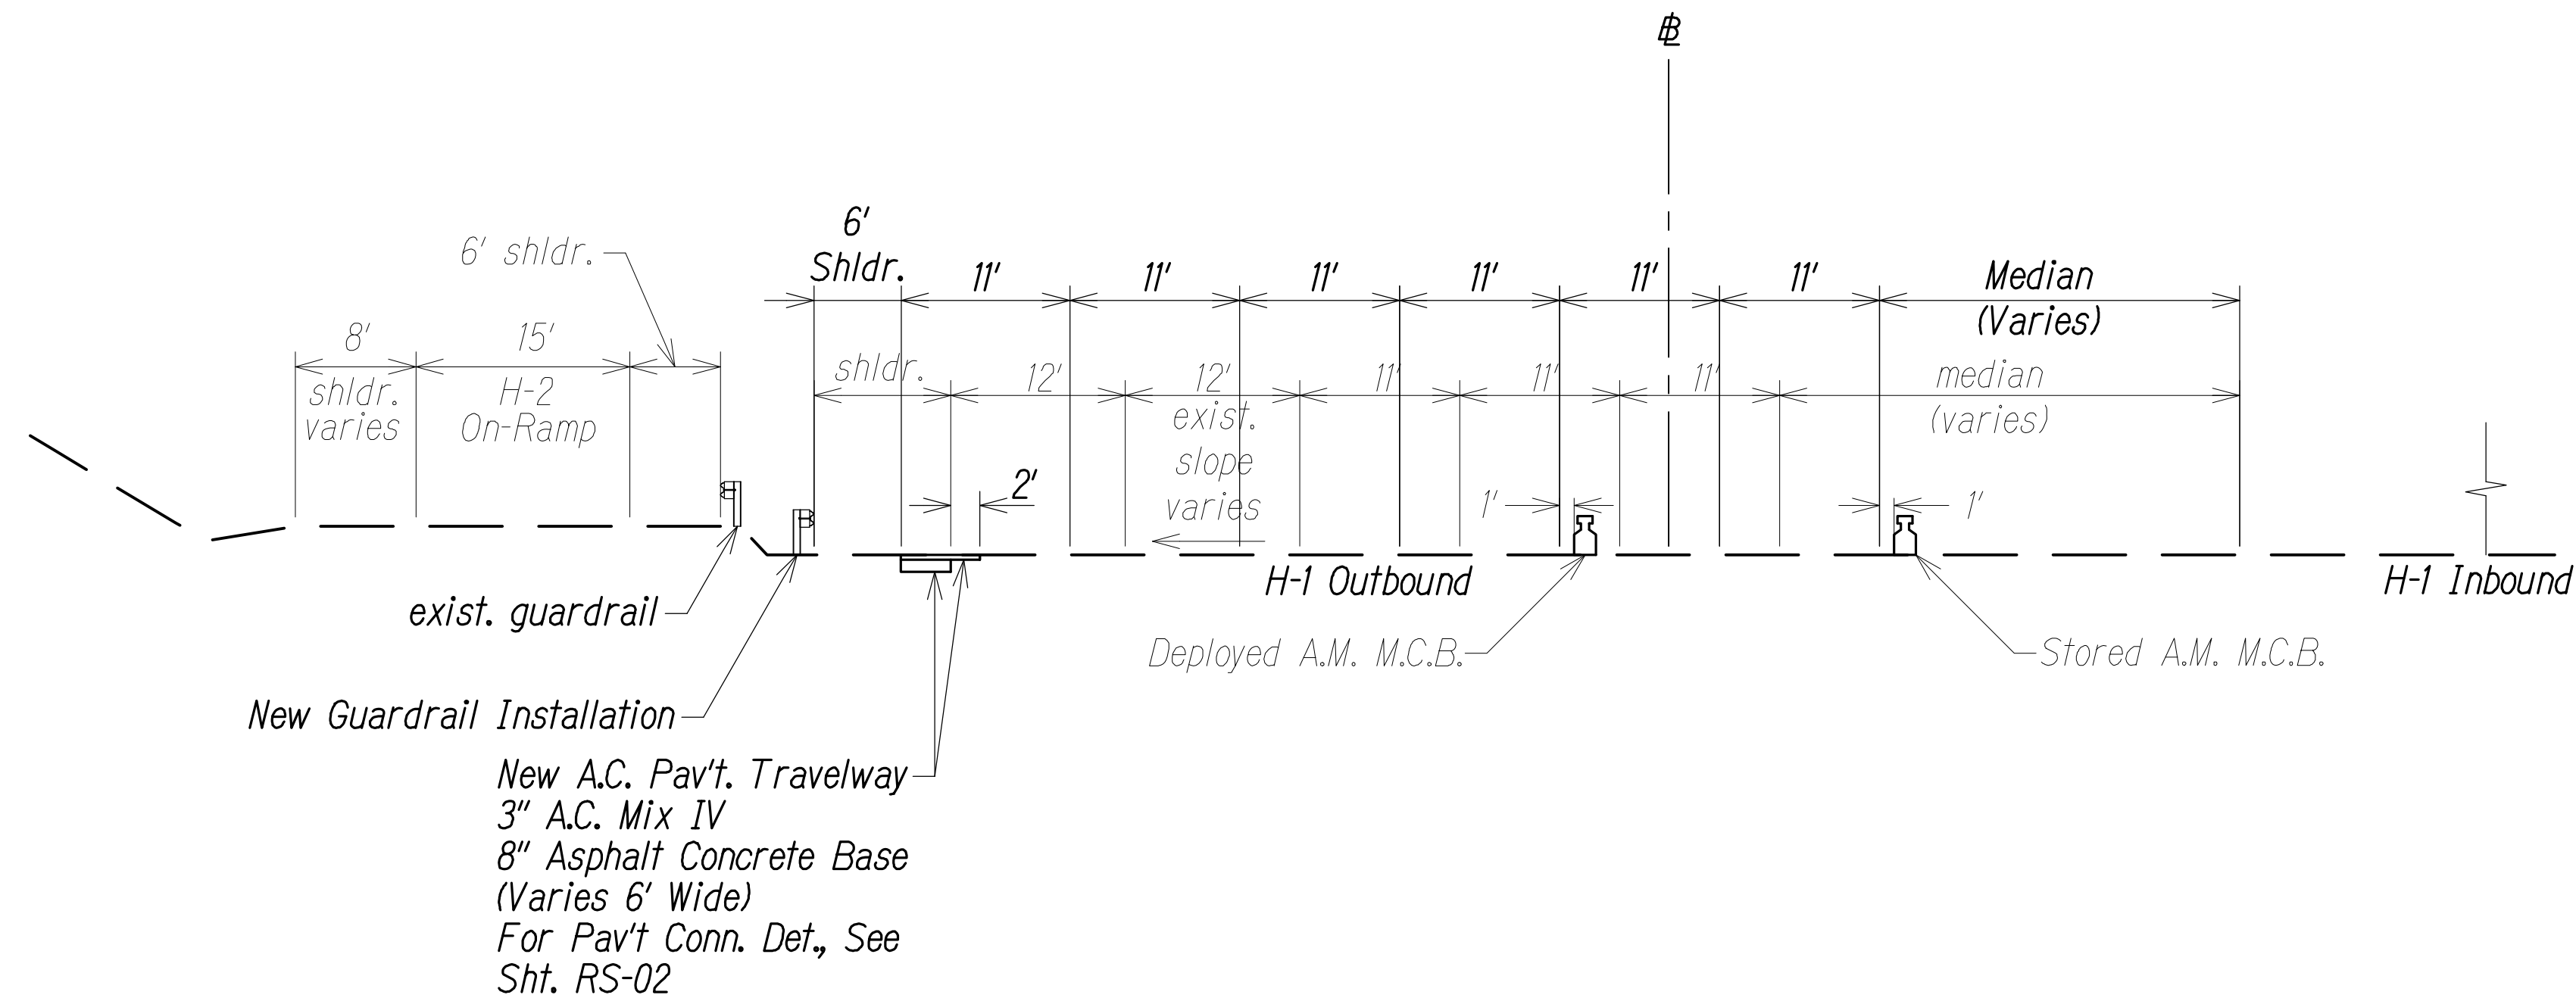 BL
6'
Shldr.
11'
11'
11'
11'
11'
11'
Median
(Varies)
6' shldr.
8'
shldr.
varies
15'
H-2
On-Ramp
shldr.
12'
12'
11'
11'
11'
median
(varies)
exist.
slope
varies
2'
1'
1'
H-1 Outbound
H-1 Inbound
exist. guardrail
Deployed A.M. M.C.B.
Stored A.M. M.C.B.
New Guardrail Installation
New A.C. Pav't. Travelway
3" A.C. Mix IV
8" Asphalt Concrete Base
(Varies 6' Wide)
For Pav't Conn. Det., See
Sht. RS-02